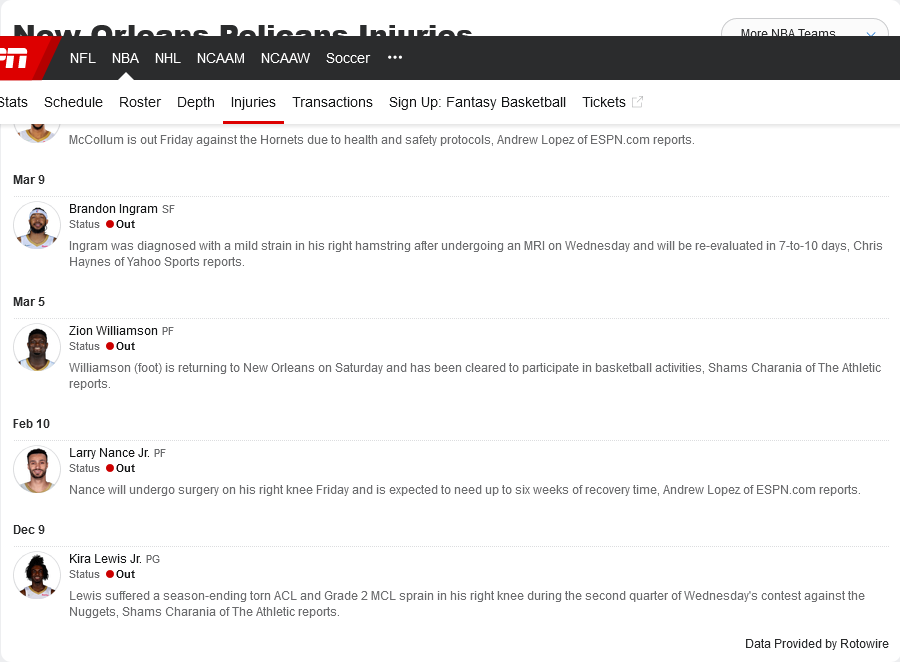 New Orleans Pelicans Injuries
More NBA Teams
NFL NBA NHL NCAAM NCAAW Soccer •••
Stats Schedule Roster Depth Injuries Transactions Sign Up: Fantasy Basketball Tickets
McCollum is out Friday against the Hornets due to health and safety protocols, Andrew Lopez of ESPN.com reports.
Mar 9
Brandon Ingram SF
Status Out
Ingram was diagnosed with a mild strain in his right hamstring after undergoing an MRI on Wednesday and will be re-evaluated in 7-to-10 days, Chris
Haynes of Yahoo Sports reports.
Mar 5
Zion Williamson PF
Status Out
Williamson (foot) is returning to New Orleans on Saturday and has been cleared to participate in basketball activities, Shams Charania of The Athletic
reports.
Feb 10
Larry Nance Jr. PF
Status Out
Nance will undergo surgery on his right knee Friday and is expected to need up to six weeks of recovery time, Andrew Lopez of ESPN.com reports.
Dec 9
Kira Lewis Jr. PG
Status Out
Lewis suffered a season-ending torn ACL and Grade 2 MCL sprain in his right knee during the second quarter of Wednesday's contest against the
Nuggets, Shams Charania of The Athletic reports.
Data Provided by Rotowire